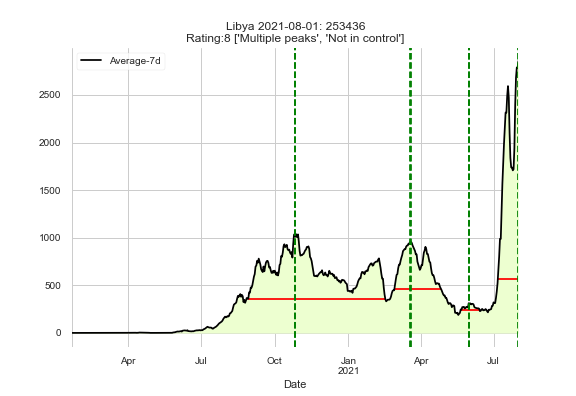 Libya 2021-08-01: 253436
Rating:8 ['Multiple peaks', 'Not in control']
Average-7d
2500
2000
1500
1000
500
0
Apr
Jul
Oct
Jan
2021
Apr
Jul
Date